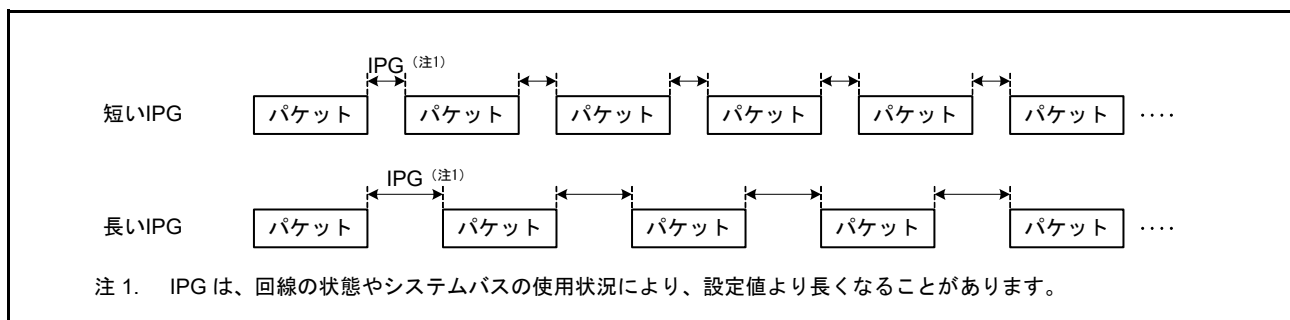 IPG（注1）
短いIPG パケット パケット パケット パケット パケット パケット ‥‥
IPG（注1）
長いIPG パケット パケット パケット パケット パケット ‥‥
注 1. IPG は、回線の状態やシステムバスの使用状況により、設定値より長くなることがあります。